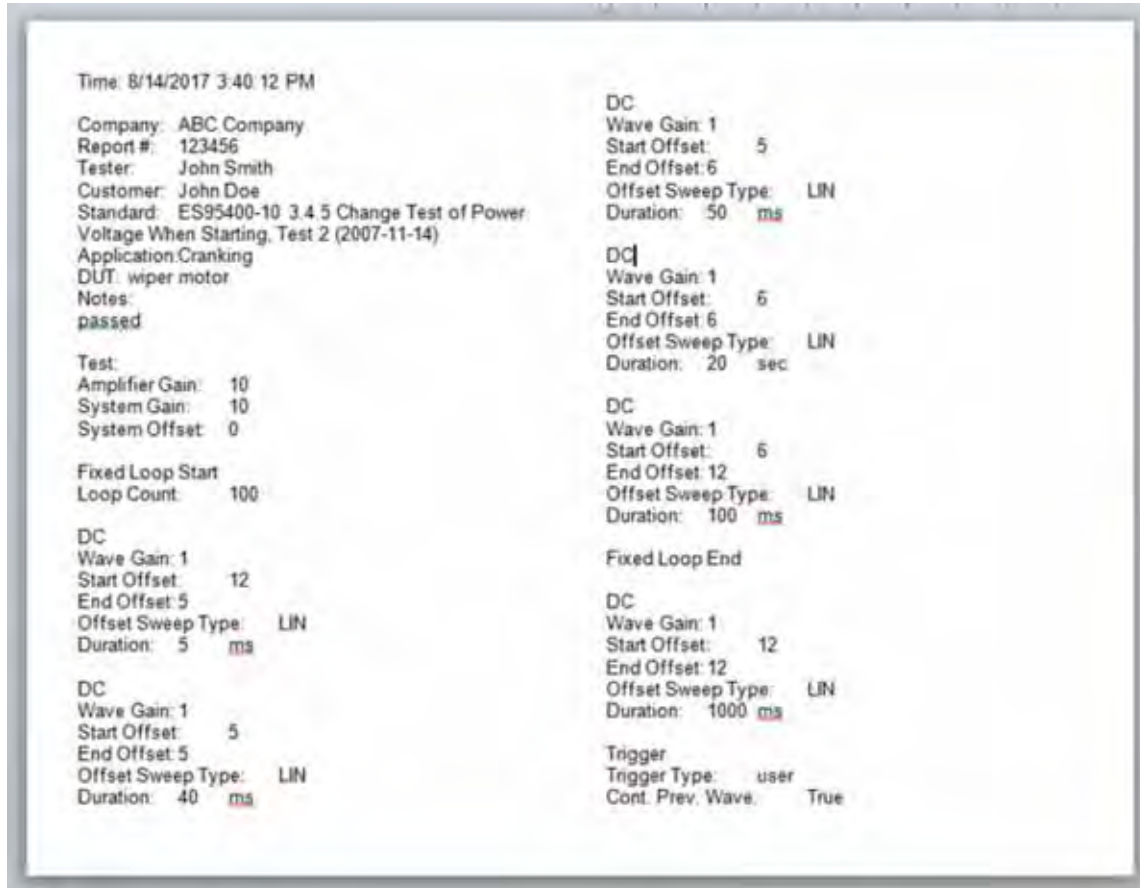 Time: 8/14/2017 3:40:12 PM
Company: ABC Company
Report #: 123456
Tester: John Smith
Customer: John Doe
Standard: ES95400-10 3.4.5 Change Test of Power
Voltage When Starting, Test 2 (2007-11-14)
Application:Cranking
DUT: wiper motor
Notes:
passed
Test:
Amplifier Gain: 10
System Gain: 10
System Offset: 0
Fixed Loop Start
Loop Count: 100
DC
Wave Gain: 1
Start Offset: 12
End Offset:5
Offset Sweep Type: LIN
Duration: 5 ms
DC
Wave Gain: 1
Start Offset: 5
End Offset:5
Offset Sweep Type: LIN
Duration: 40 ms
DC
Wave Gain: 1
Start Offset: 5
End Offset:6
Offset Sweep Type: LIN
Duration: 50 ms
DC
Wave Gain: 1
Start Offset: 6
End Offset:6
Offset Sweep Type: LIN
Duration: 20 sec
DC
Wave Gain: 1
Start Offset: 6
End Offset:12
Offset Sweep Type: LIN
Duration: 100 ms
Fixed Loop End
DC
Wave Gain: 1
Start Offset: 12
End Offset:12
Offset Sweep Type: LIN
Duration: 1000 ms
Trigger
Trigger Type: user
Cont. Prev. Wave: True